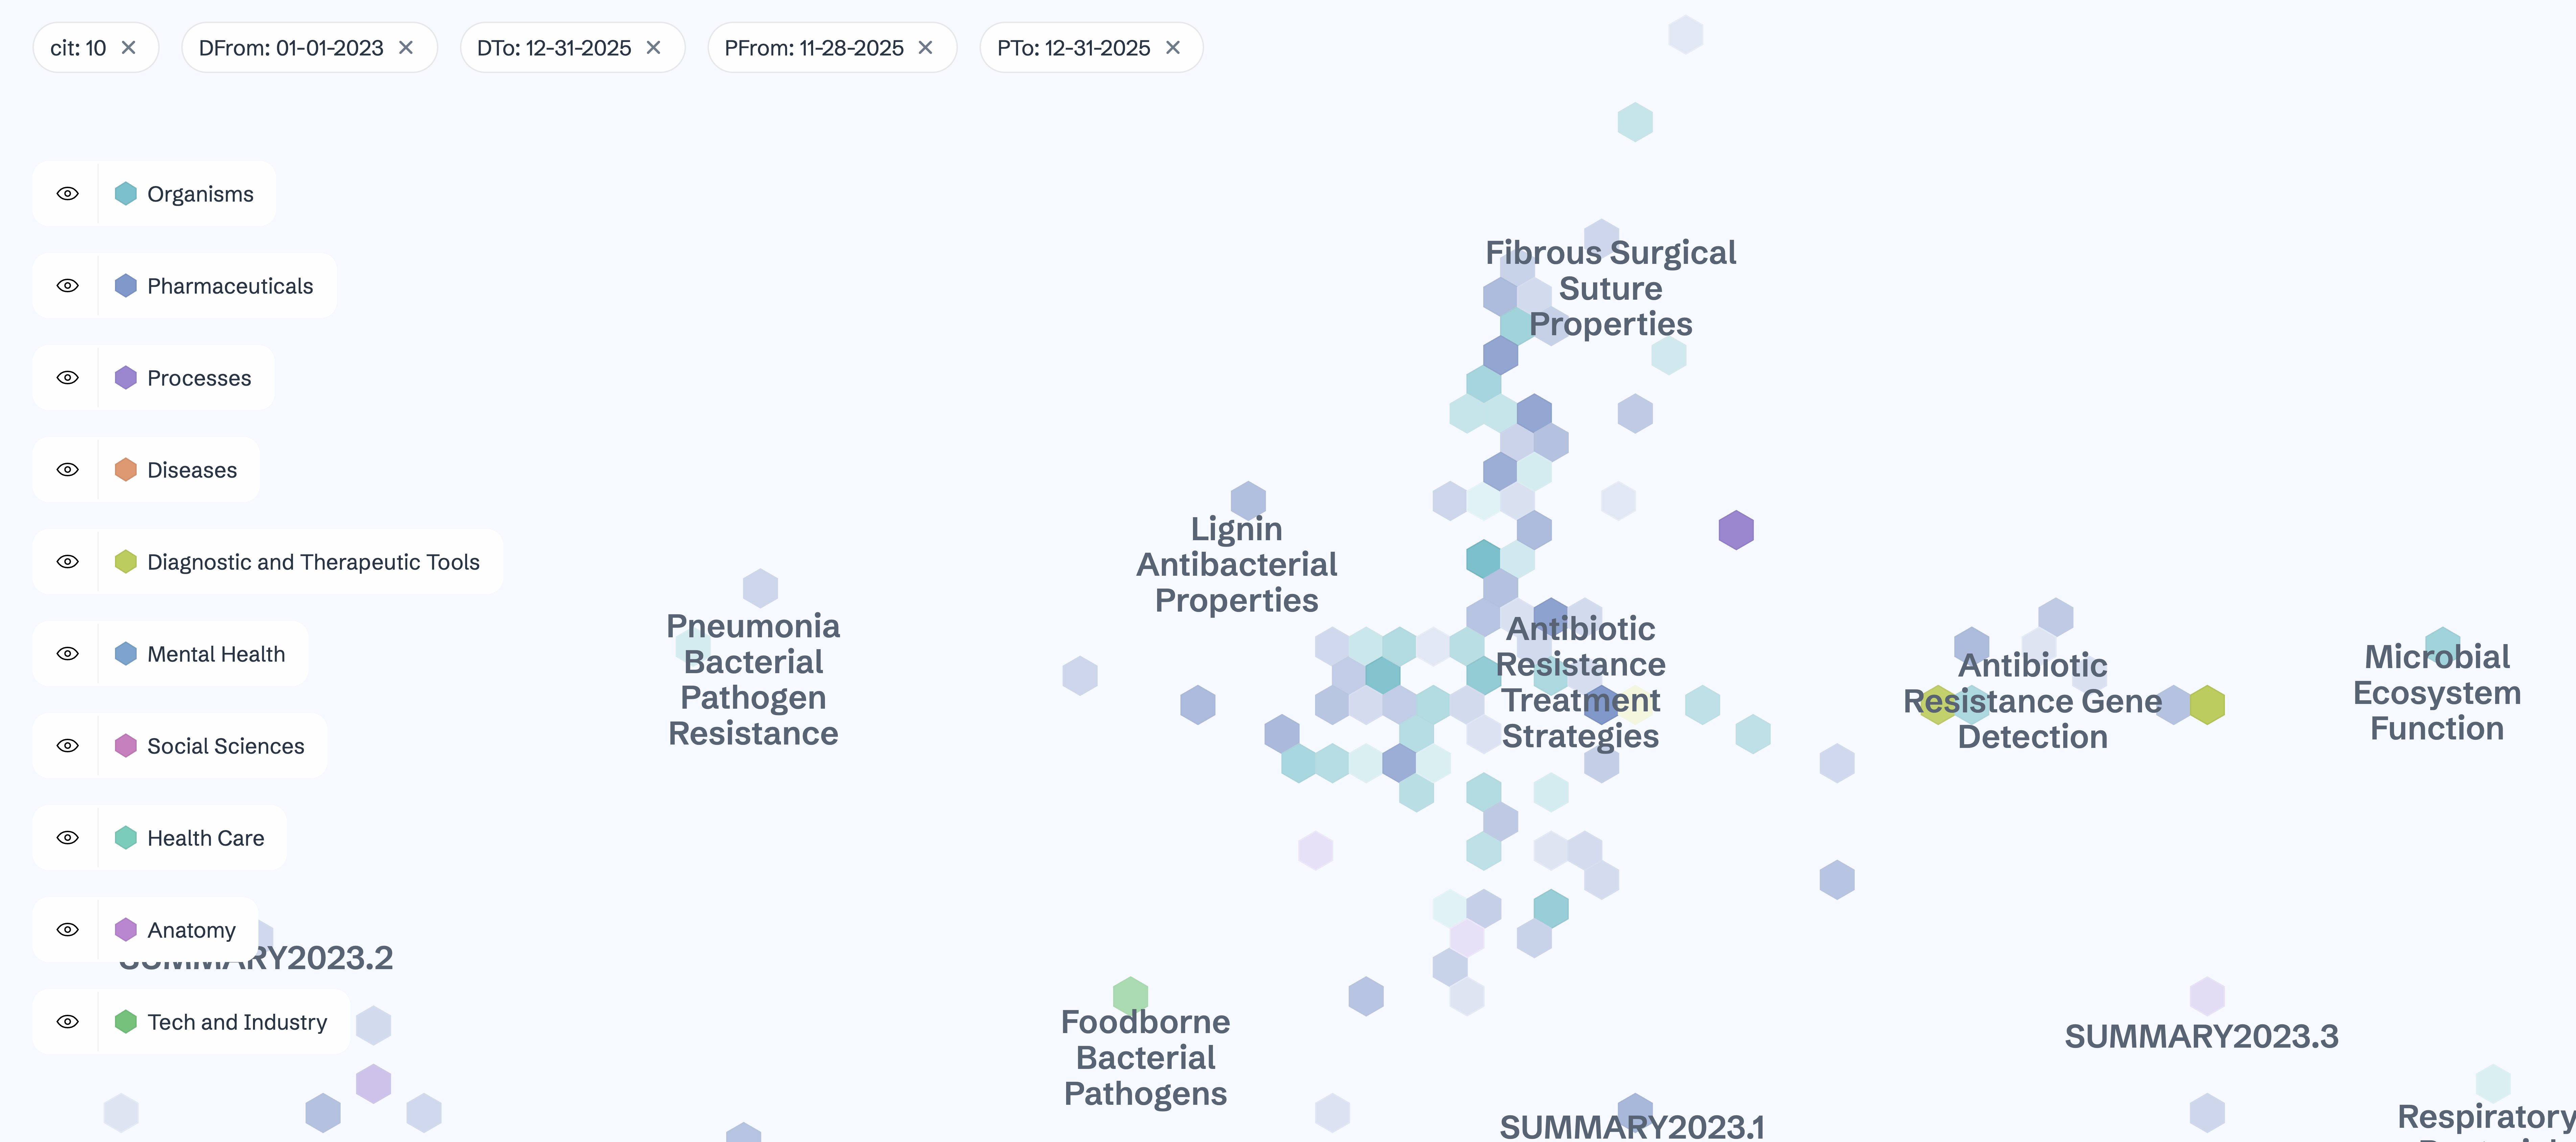 cit: 10 ✕
DFrom: 01-01-2023 ✕
DTo: 12-31-2025 ✕
PFrom: 11-28-2025 ✕
PTo: 12-31-2025 ✕
Organisms
Pharmaceuticals
Processes
Diseases
Diagnostic and Therapeutic Tools
Mental Health
Social Sciences
Health Care
Anatomy
Tech and Industry
Fibrous Surgical
Suture
Properties
Lignin
Antibacterial
Properties
Pneumonia
Bacterial
Pathogen
Resistance
Antibiotic
Resistance
Treatment
Strategies
Antibiotic
Resistance Gene
Detection
Microbial
Ecosystem
Function
SUMMARY2023.2
Foodborne
Bacterial
Pathogens
SUMMARY2023.3
SUMMARY2023.1
Respiratory